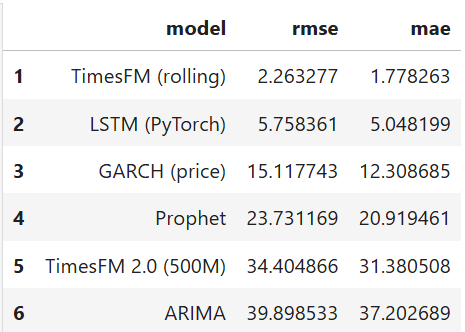 model rmse mae
1 TimesFM (rolling) 2.263277 1.778263
2 LSTM (PyTorch) 5.758361 5.048199
3 GARCH (price) 15.117743 12.308685
4 Prophet 23.731169 20.919461
5 TimesFM 2.0 (500M) 34.404866 31.380508
6 ARIMA 39.898533 37.202689